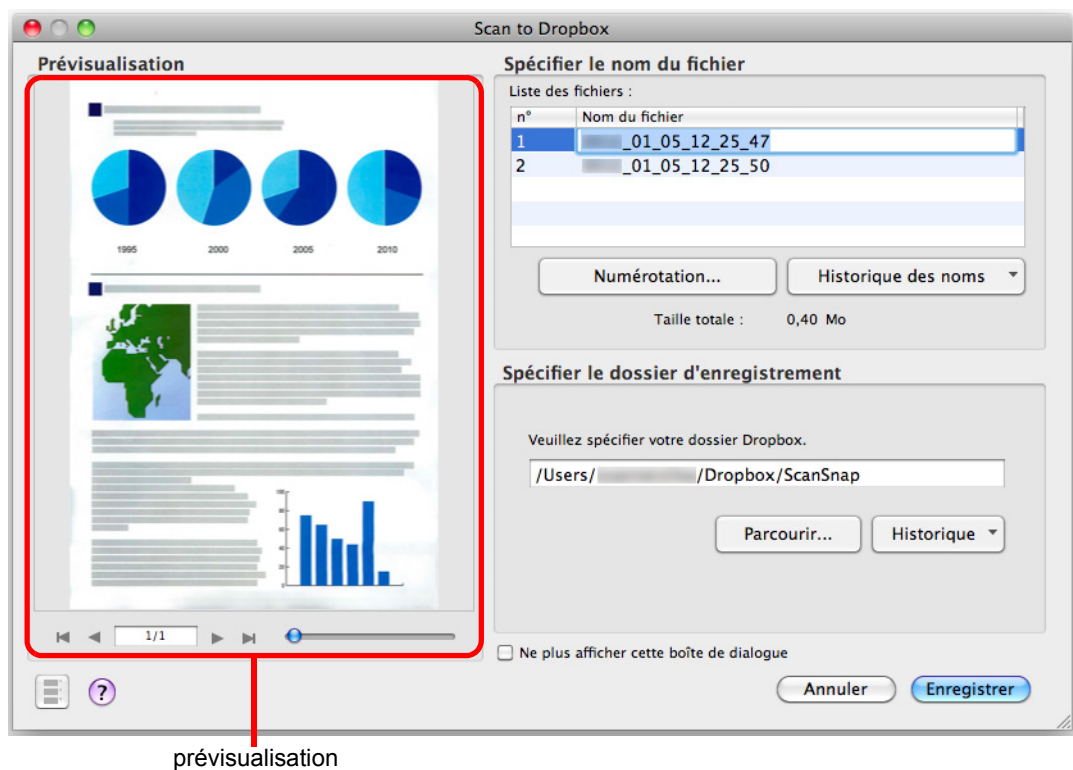 Scan to Dropbox
Prévisualisation
1995 2000 2005 2010
1/1
Spécifier le nom du fichier
Liste des fichiers :
n° Nom du fichier
1 _01_05_12_25_47
2 _01_05_12_25_50
Numérotation... Historique des noms
Taille totale : 0,40 Mo
Spécifier le dossier d'enregistrement
Veuillez spécifier votre dossier Dropbox.
/Users/ /Dropbox/ScanSnap
Parcourir... Historique
Ne plus afficher cette boîte de dialogue
?
Annuler Enregistrer
prévisualisation